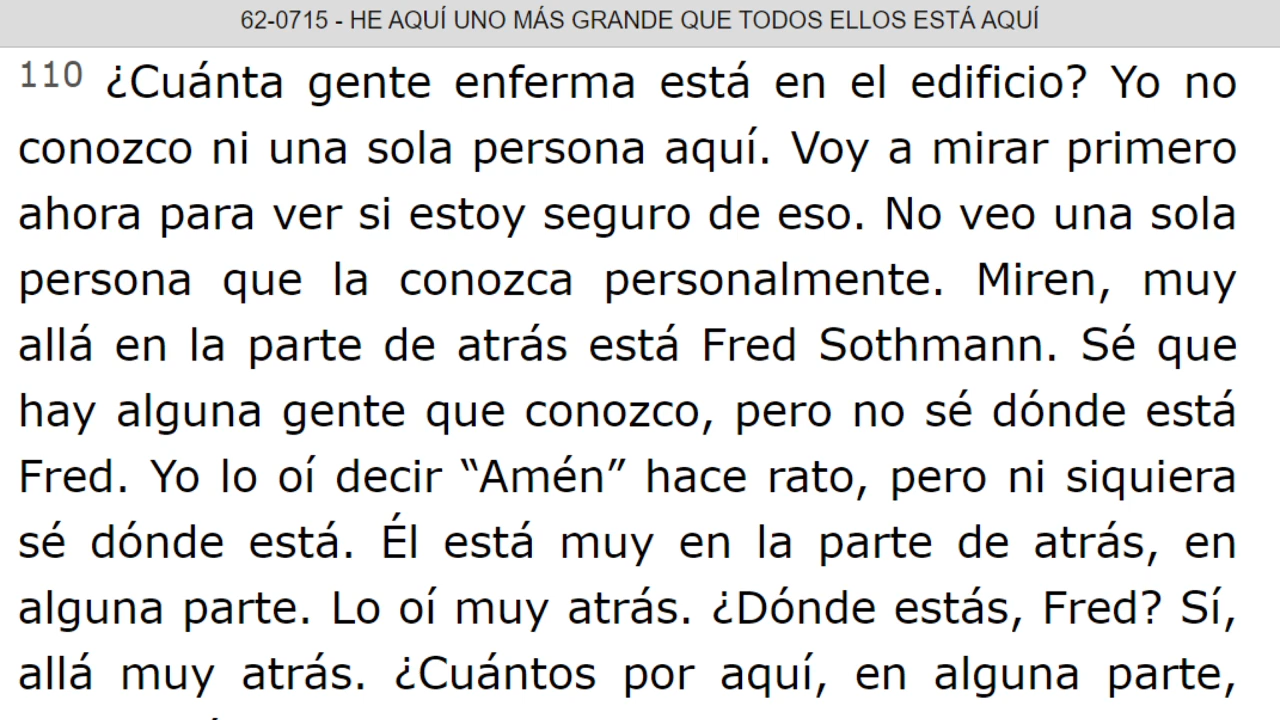 62-0715 - HE AQUÍ UNO MÁS GRANDE QUE TODOS ELLOS ESTÁ AQUÍ
110 ¿Cuánta gente enferma está en el edificio? Yo no
conozco ni una sola persona aquí. Voy a mirar primero
ahora para ver si estoy seguro de eso. No veo una sola
persona que la conozca personalmente. Miren, muy
allá en la parte de atrás está Fred Sothmann. Sé que
hay alguna gente que conozco, pero no sé dónde está
Fred. Yo lo oí decir “Amén” hace rato, pero ni siquiera
sé dónde está. Él está muy en la parte de atrás, en
alguna parte. Lo oí muy atrás. ¿Dónde estás, Fred? Sí,
allá muy atrás. ¿Cuántos por aquí, en alguna parte,